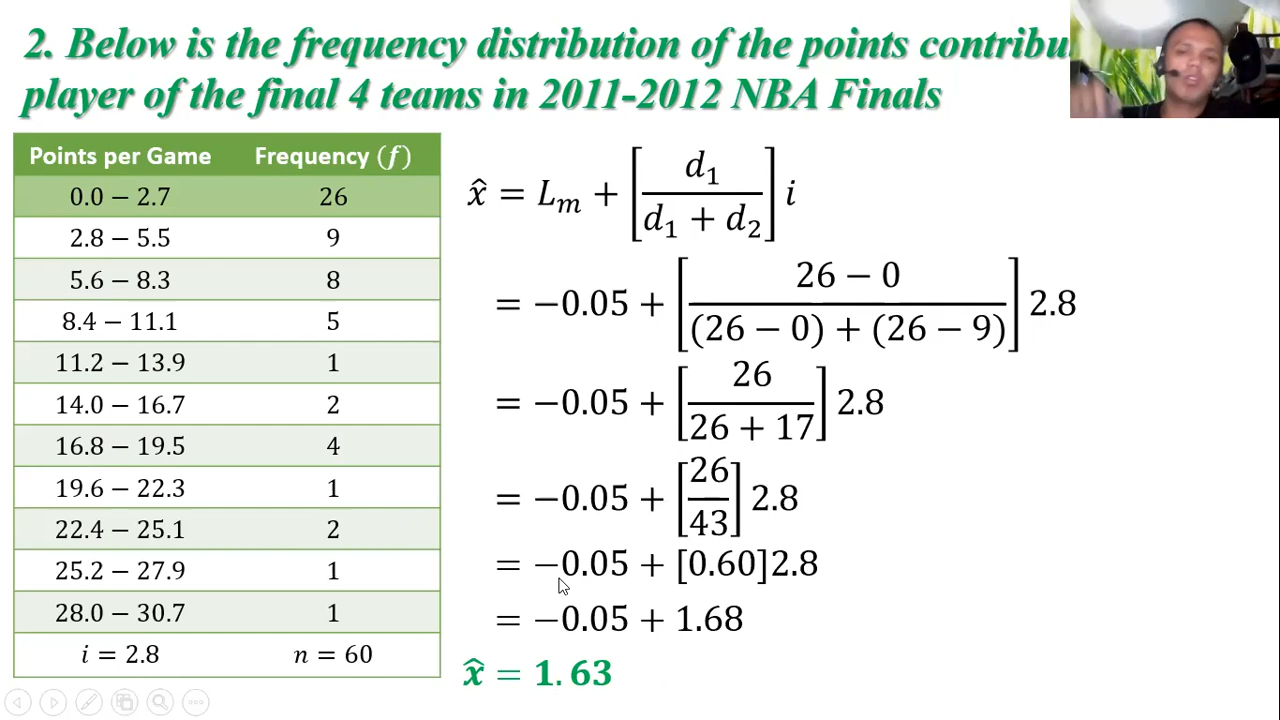 2. Below is the frequency distribution of the points
player of the final 4 teams in 2011-2012 NBA Finals
Points per Game Frequency (f)
0.0 – 2.7 26
2.8 – 5.5 9
5.6 – 8.3 8
8.4 – 11.1 5
11.2 – 13.9 1
14.0 – 16.7 2
16.8 – 19.5 4
19.6 – 22.3 1
22.4 – 25.1 2
25.2 – 27.9 1
28.0 – 30.7 1
i = 2.8 n = 60
x̂ = Lₘ + [d₁ / (d₁ + d₂)] i
= −0.05 + [(26 − 0) / ((26 − 0) + (26 − 9))] 2.8
= −0.05 + [26 / (26 + 17)] 2.8
= −0.05 + [26/43] 2.8
= −0.05 + [0.60]2.8
= −0.05 + 1.68
x̂ = 1.63